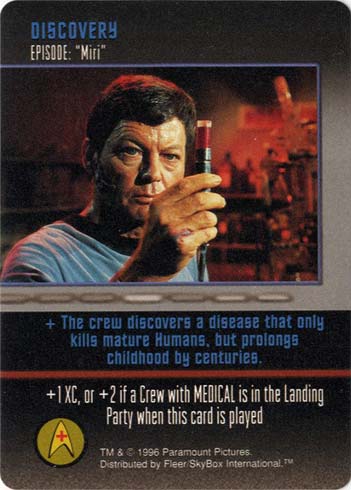 DISCOVERY
EPISODE: "Miri"
+ The crew discovers a disease that only
kills mature Humans, but prolongs
childhood by centuries.
+1 XC, or +2 if a Crew with MEDICAL is in the Landing
Party when this card is played
TM & © 1996 Paramount Pictures.
Distributed by Fleer/SkyBox International.™